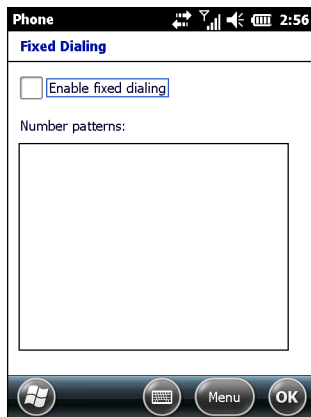 Phone 2:56
Fixed Dialing
Enable fixed dialing
Number patterns:
Menu OK